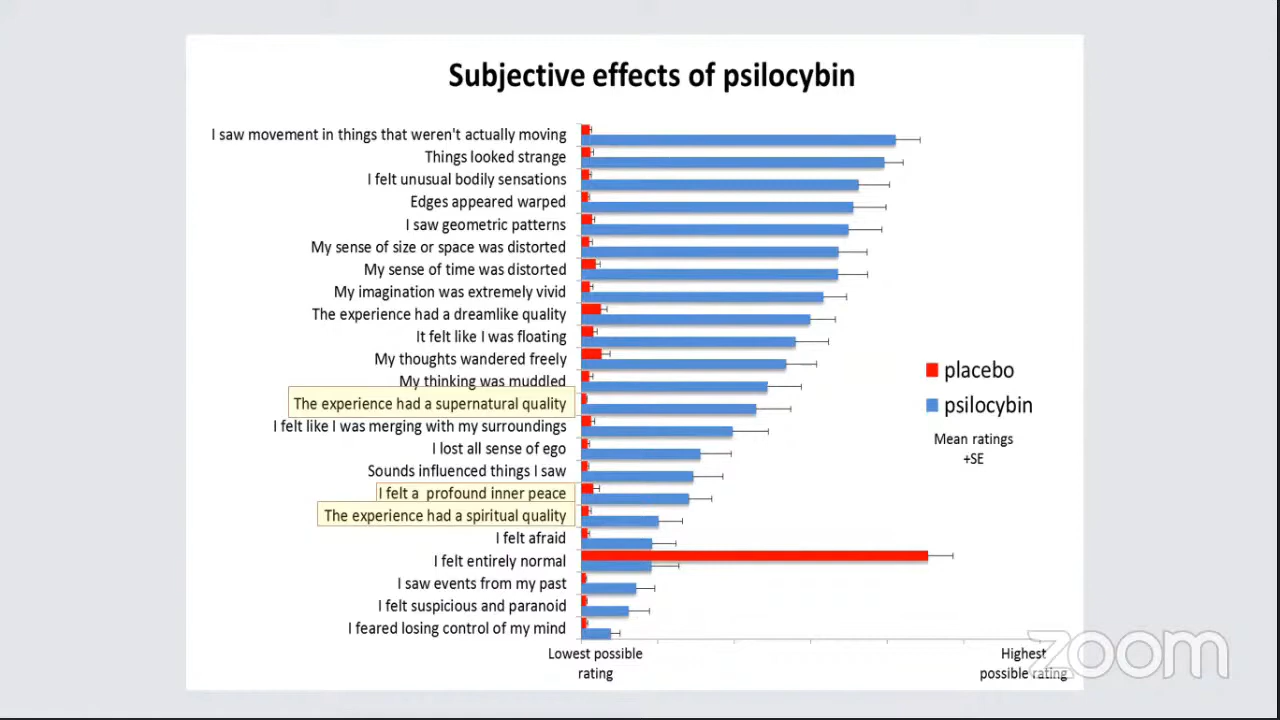 Subjective effects of psilocybin
I saw movement in things that weren't actually moving
Things looked strange
I felt unusual bodily sensations
Edges appeared warped
I saw geometric patterns
My sense of size or space was distorted
My sense of time was distorted
My imagination was extremely vivid
The experience had a dreamlike quality
It felt like I was floating
My thoughts wandered freely
My thinking was muddled
The experience had a supernatural quality
I felt like I was merging with my surroundings
I lost all sense of ego
Sounds influenced things I saw
I felt a profound inner peace
The experience had a spiritual quality
I felt afraid
I felt entirely normal
I saw events from my past
I felt suspicious and paranoid
I feared losing control of my mind
placebo
psilocybin
Mean ratings
+SE
Lowest possible
rating
Highest
possible rating
zoom